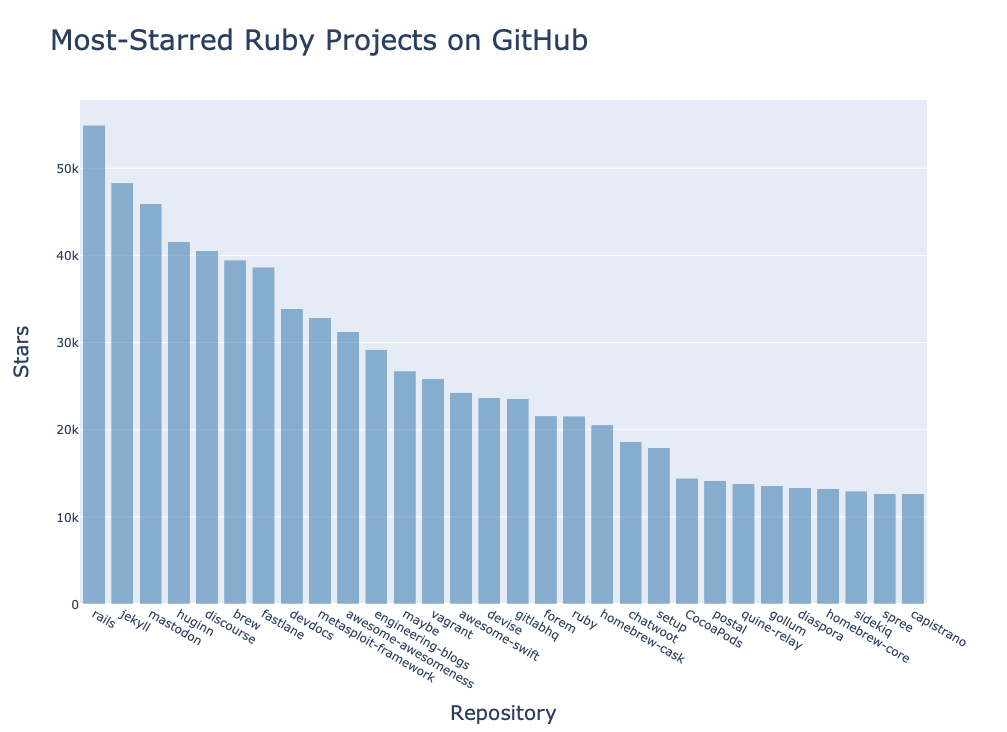 Most-Starred Ruby Projects on GitHub
Stars
50k
40k
30k
20k
10k
0
rails
jekyll
mastodon
huginn
discourse
brew
fastlane
devdocs
metasploit-framework
awesome-awesomeness
engineering-blogs
maybe
vagrant
awesome-swift
devise
gitlabhq
forem
ruby
homebrew-cask
chatwoot
setup
CocoaPods
postal
quine-relay
gollum
diaspora
homebrew-core
sidekiq
spree
capistrano
Repository